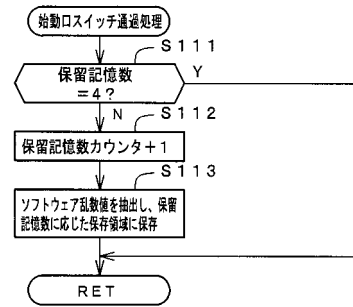 始動口スイッチ通過処理
S111
保留記憶数
=4?
Y
N
S112
保留記憶数カウンタ+1
S113
ソフトウェア乱数値を抽出し、保留
記憶数に応じた保存領域に保存
RET